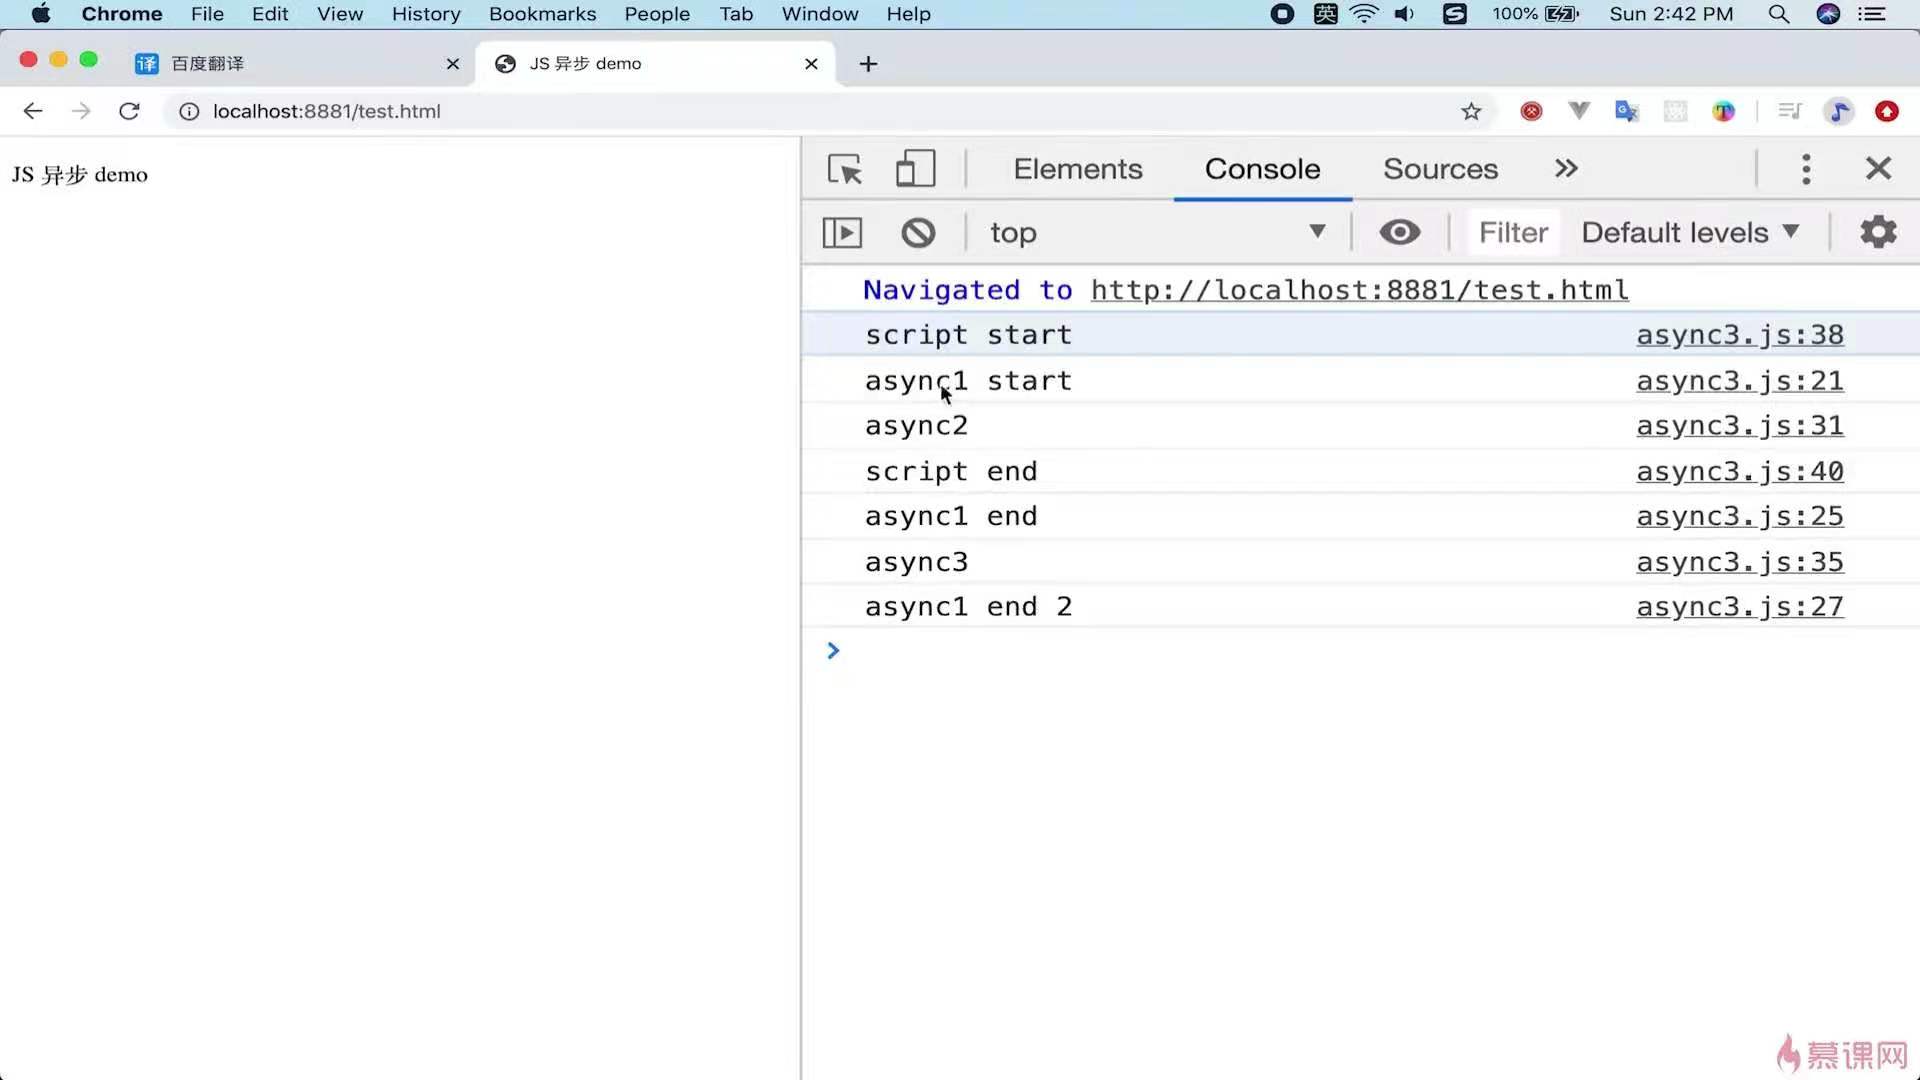 Chrome File Edit View History Bookmarks People Tab Window Help 英 100% Sun 2:42 PM
译 百度翻译 JS 异步 demo
localhost:8881/test.html
JS 异步 demo
Elements Console Sources
top Filter Default levels
Navigated to http://localhost:8881/test.html
script start async3.js:38
async1 start async3.js:21
async2 async3.js:31
script end async3.js:40
async1 end async3.js:25
async3 async3.js:35
async1 end 2 async3.js:27
慕课网